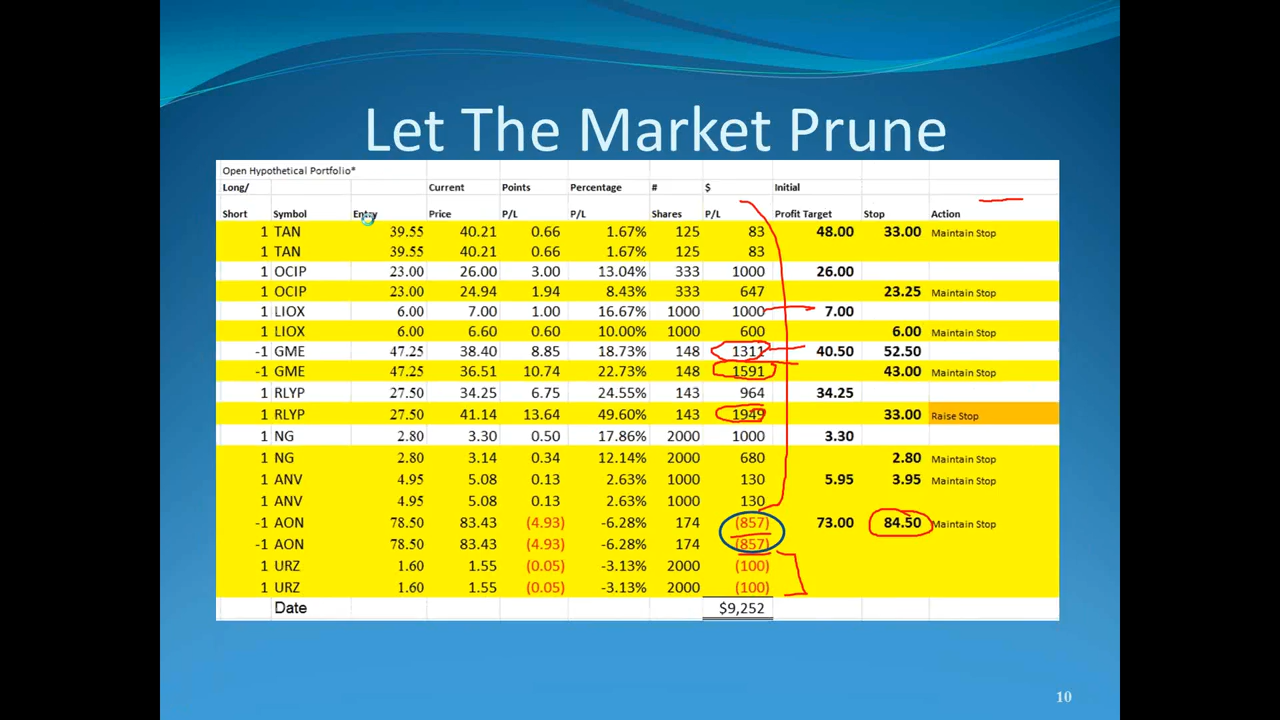 Let The Market Prune
Open Hypothetical Portfolio*
Long/ Current Points Percentage # $ Initial
Short Symbol Entry Price P/L P/L Shares P/L Profit Target Stop Action
1 TAN 39.55 40.21 0.66 1.67% 125 83 48.00 33.00 Maintain Stop
1 TAN 39.55 40.21 0.66 1.67% 125 83
1 OCIP 23.00 26.00 3.00 13.04% 333 1000 26.00
1 OCIP 23.00 24.94 1.94 8.43% 333 647 23.25 Maintain Stop
1 LIOX 6.00 7.00 1.00 16.67% 1000 1000 7.00
1 LIOX 6.00 6.60 0.60 10.00% 1000 600 6.00 Maintain Stop
-1 GME 47.25 38.40 8.85 18.73% 148 1311 40.50 52.50
-1 GME 47.25 36.51 10.74 22.73% 148 1591 43.00 Maintain Stop
1 RLYP 27.50 34.25 6.75 24.55% 143 964 34.25
1 RLYP 27.50 41.14 13.64 49.60% 143 1949 33.00 Raise Stop
1 NG 2.80 3.30 0.50 17.86% 2000 1000 3.30
1 NG 2.80 3.14 0.34 12.14% 2000 680 2.80 Maintain Stop
1 ANV 4.95 5.08 0.13 2.63% 1000 130 5.95 3.95 Maintain Stop
1 ANV 4.95 5.08 0.13 2.63% 1000 130
-1 AON 78.50 83.43 (4.93) -6.28% 174 (857) 73.00 84.50 Maintain Stop
-1 AON 78.50 83.43 (4.93) -6.28% 174 (857)
1 URZ 1.60 1.55 (0.05) -3.13% 2000 (100)
1 URZ 1.60 1.55 (0.05) -3.13% 2000 (100)
Date $9,252
10